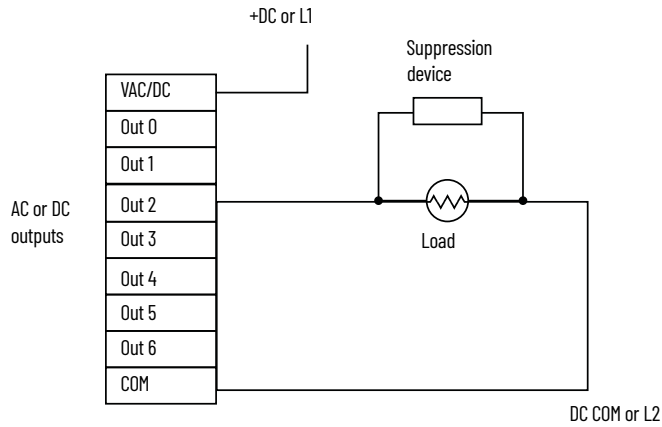 +DC or L1
Suppression
device
VAC/DC
Out 0
Out 1
Out 2
Out 3
Out 4
Out 5
Out 6
COM
AC or DC
outputs
Load
DC COM or L2